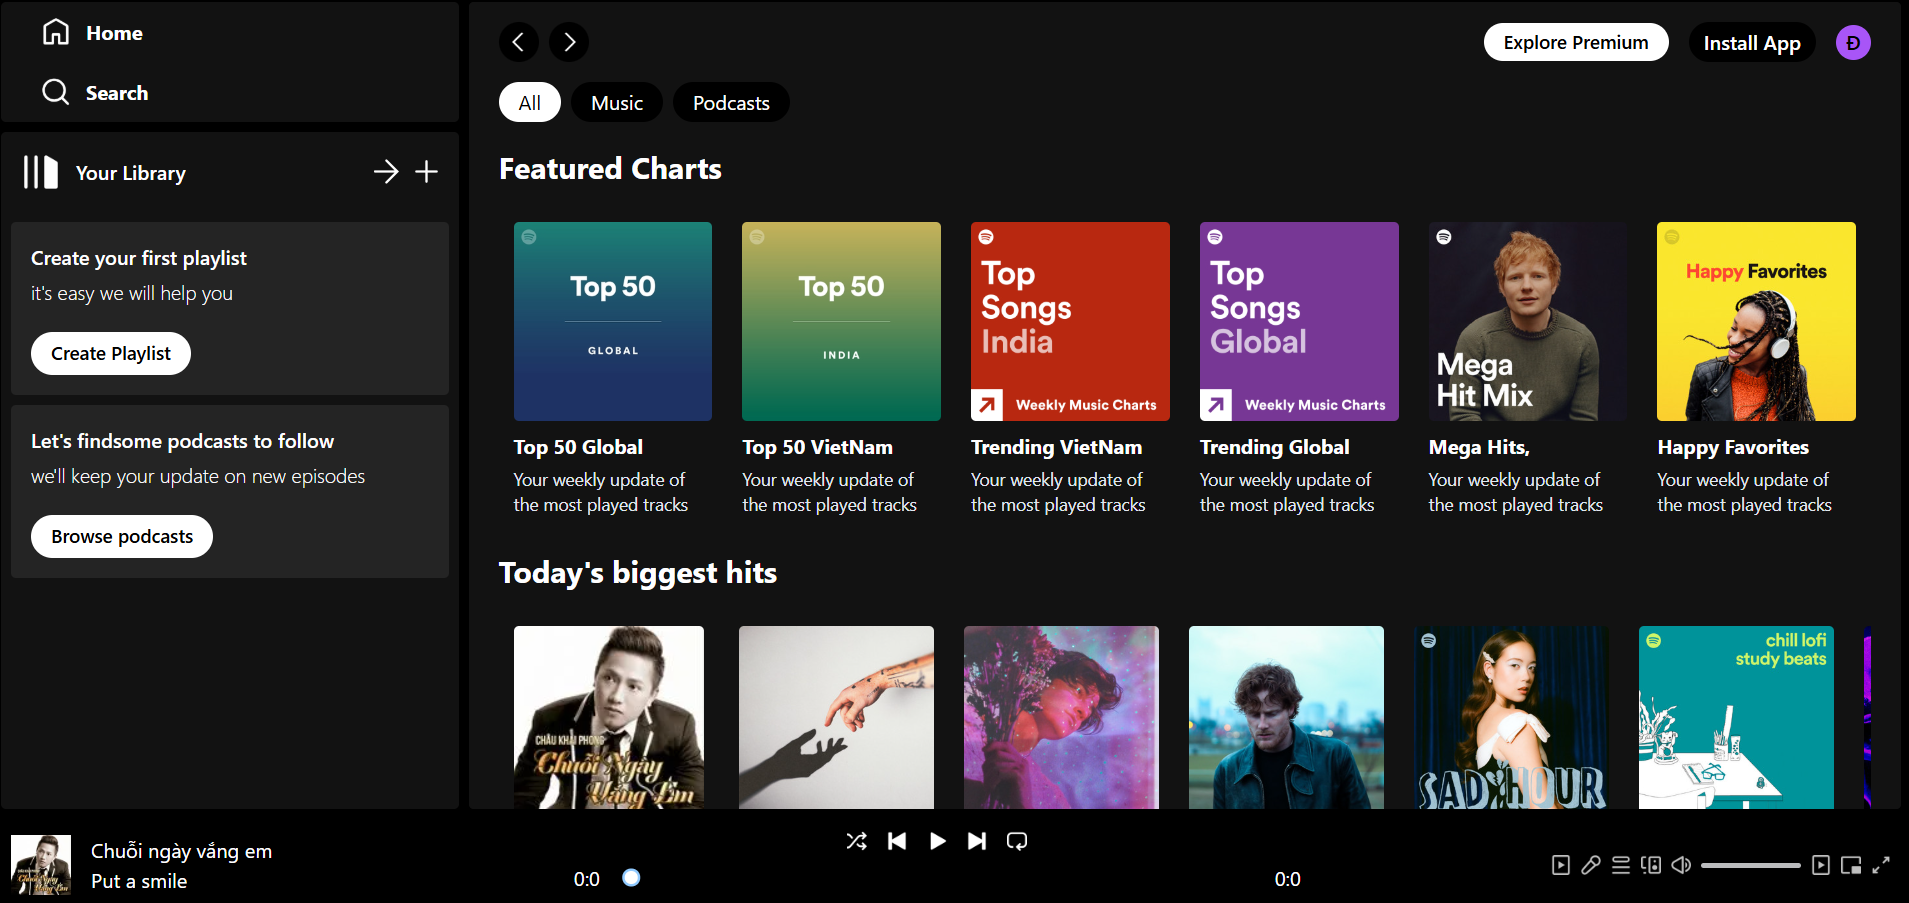 Home
Search
Your Library
Create your first playlist
it's easy we will help you
Create Playlist
Let's findsome podcasts to follow
we'll keep your update on new episodes
Browse podcasts
Explore Premium
Install App
Đ
All
Music
Podcasts
Featured Charts
Top 50
GLOBAL
Top 50 Global
Your weekly update of
the most played tracks
Top 50
INDIA
Top 50 VietNam
Your weekly update of
the most played tracks
Top
Songs
India
Weekly Music Charts
Trending VietNam
Your weekly update of
the most played tracks
Top
Songs
Global
Weekly Music Charts
Trending Global
Your weekly update of
the most played tracks
Mega
Hit Mix
Mega Hits,
Your weekly update of
the most played tracks
Happy Favorites
Happy Favorites
Your weekly update of
the most played tracks
Today's biggest hits
CHÂU KHẢI PHONG
Chuỗi Ngày
Vắng Em
SAD HOUR
chill lofi
study beats
Chuỗi ngày vắng em
Put a smile
0:0
0:0